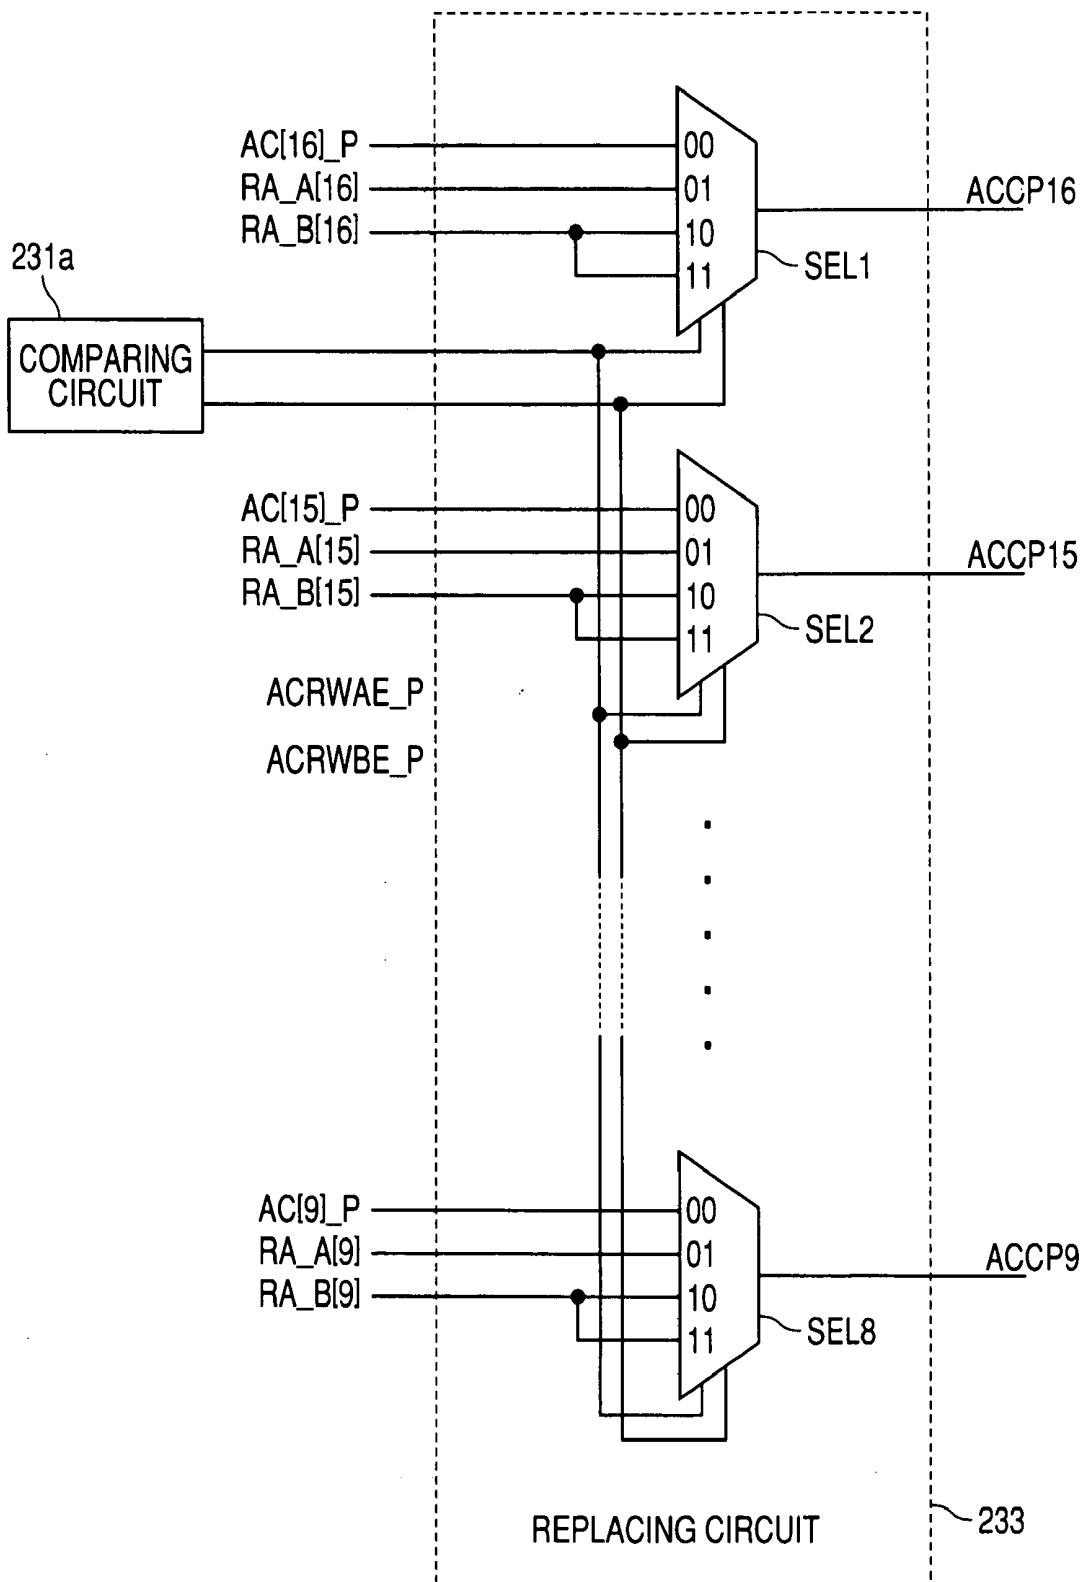 AC[16]_P
00
RA_A[16]
01
ACCP16
RA_B[16]
10
231a
11
SEL1
COMPARING
CIRCUIT
AC[15]_P
00
RA_A[15]
01
ACCP15
RA_B[15]
10
11
SEL2
ACRWAE_P
ACRWBE_P
AC[9]_P
00
RA_A[9]
01
ACCP9
RA_B[9]
10
11
SEL8
REPLACING CIRCUIT
233